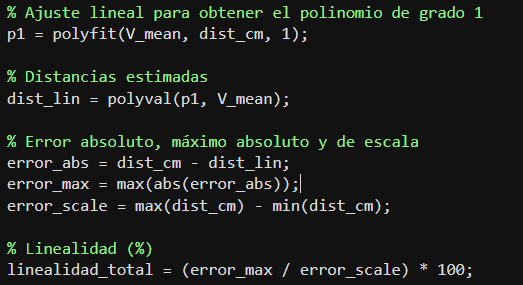 % Ajuste lineal para obtener el polinomio de grado 1
p1 = polyfit(V_mean, dist_cm, 1);
% Distancias estimadas
dist_lin = polyval(p1, V_mean);
% Error absoluto, máximo absoluto y de escala
error_abs = dist_cm - dist_lin;
error_max = max(abs(error_abs));
error_scale = max(dist_cm) - min(dist_cm);
% Linealidad (%)
linealidad_total = (error_max / error_scale) * 100;